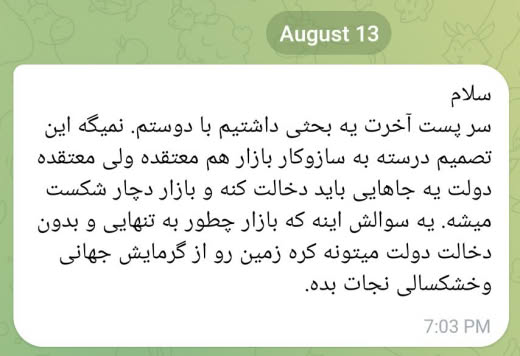 August 13
سلام
سر پست آخرت یه بحثی داشتیم با دوستم. نمیگه این
تصمیم درسته به سازوکار بازار هم معتقده ولی معتقده
دولت یه جاهایی باید دخالت کنه و بازار دچار شکست
میشه. یه سوالش اینه که بازار چطور به تنهایی و بدون
دخالت دولت میتونه کره زمین رو از گرمایش جهانی
وخشکسالی نجات بده.
7:03 PM